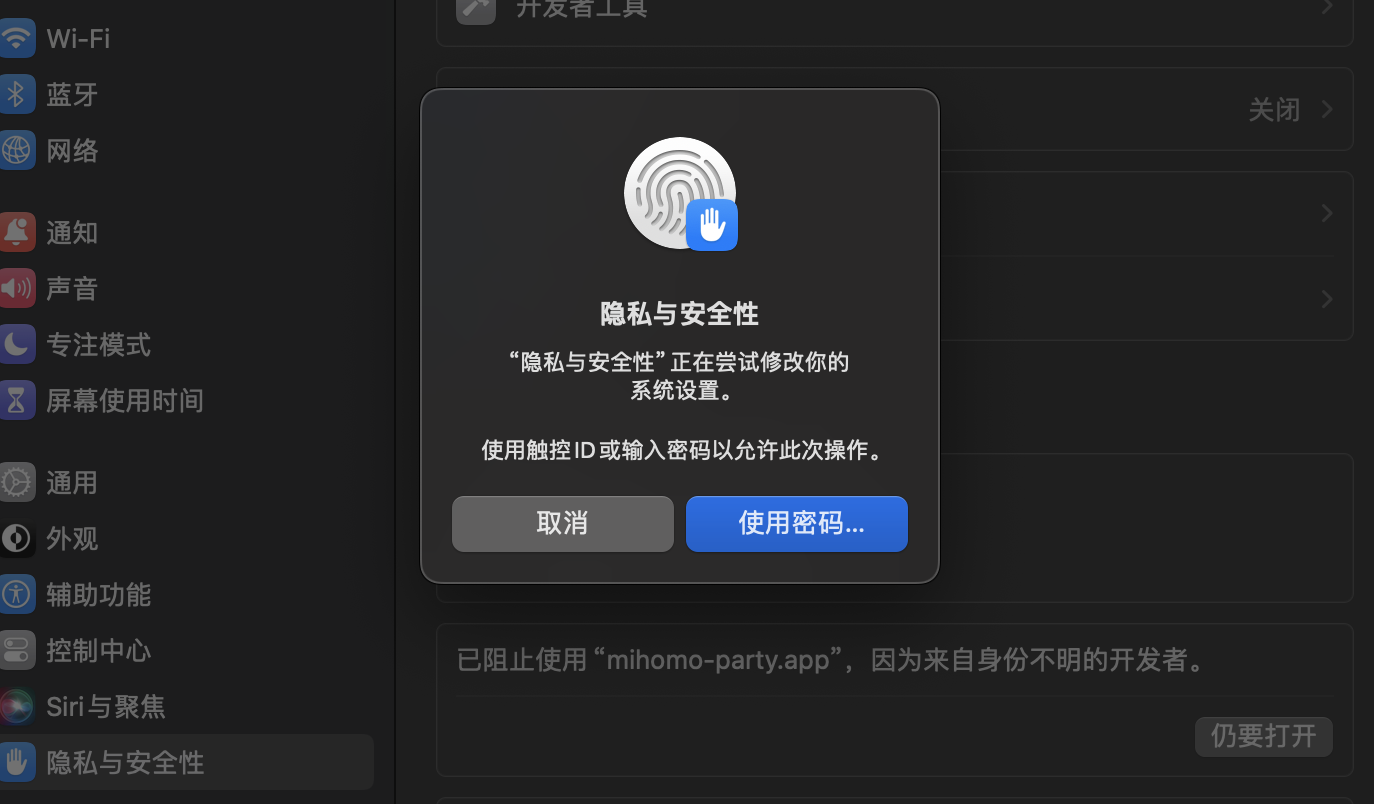 Wi-Fi
蓝牙
网络
通知
声音
专注模式
屏幕使用时间
通用
外观
辅助功能
控制中心
Siri与聚焦
隐私与安全性
开发者工具
关闭
隐私与安全性
“隐私与安全性”正在尝试修改你的
系统设置。
使用触控ID或输入密码以允许此次操作。
取消
使用密码...
已阻止使用“mihomo-party.app”，因为来自身份不明的开发者。
仍要打开